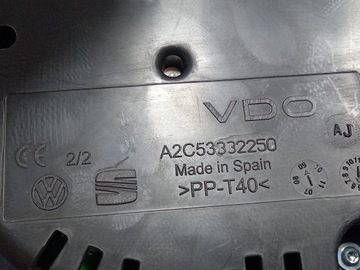 VDO
AJ
CE 2/2
A2C53332250
Made in Spain
>PP-T40<